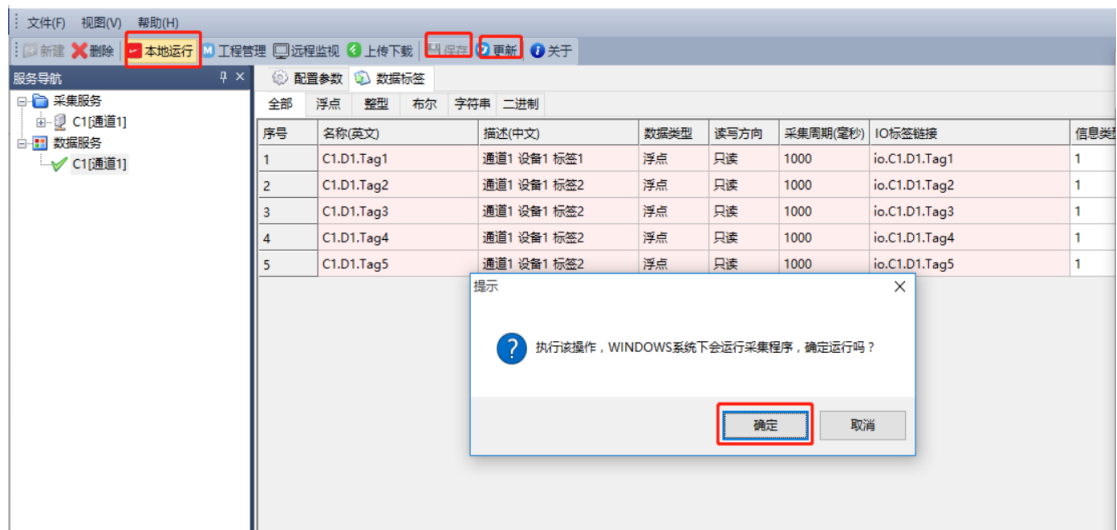 文件(F) 视图(V) 帮助(H)
新建 删除 本地运行 工程管理 远程监视 上传下载 保存 更新 关于
服务导航
采集服务
C1[通道1]
数据服务
C1[通道1]
配置参数 数据标签
全部 浮点 整型 布尔 字符串 二进制
序号 名称(英文) 描述(中文) 数据类型 读写方向 采集周期(毫秒) IO标签链接 信息类型
1 C1.D1.Tag1 通道1 设备1 标签1 浮点 只读 1000 io.C1.D1.Tag1 1
2 C1.D1.Tag2 通道1 设备1 标签2 浮点 只读 1000 io.C1.D1.Tag2 1
3 C1.D1.Tag3 通道1 设备1 标签2 浮点 只读 1000 io.C1.D1.Tag3 1
4 C1.D1.Tag4 通道1 设备1 标签2 浮点 只读 1000 io.C1.D1.Tag4 1
5 C1.D1.Tag5 通道1 设备1 标签2 浮点 只读 1000 io.C1.D1.Tag5 1
提示
执行该操作，WINDOWS系统下会运行采集程序，确定运行吗？
确定 取消